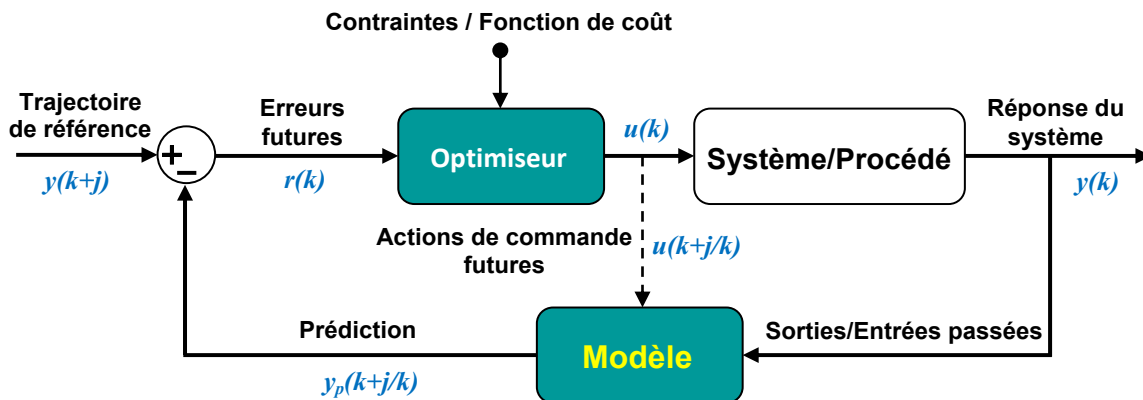 Contraintes / Fonction de coût
Trajectoire
de référence
y(k+j)
+
−
Erreurs
futures
r(k)
Optimiseur
u(k)
Système/Procédé
Réponse du
système
y(k)
Actions de commande
futures
u(k+j/k)
Prédiction
yₚ(k+j/k)
Modèle
Sorties/Entrées passées